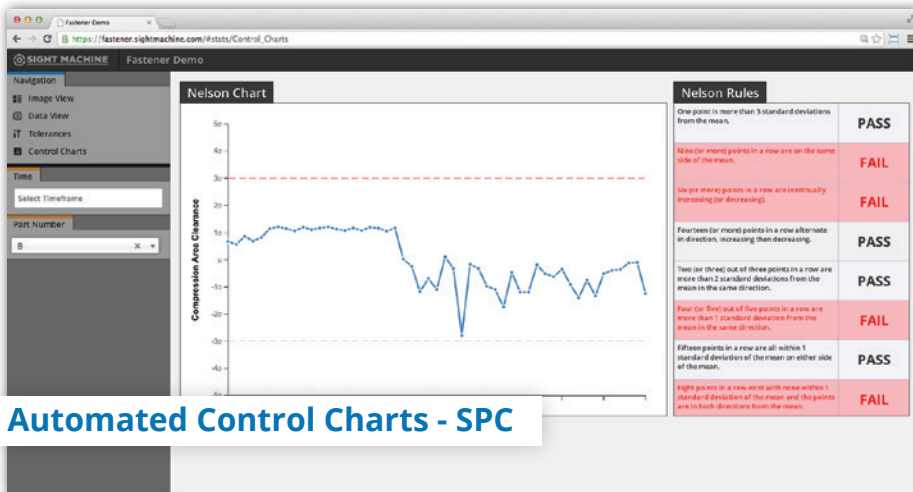 Fastener Demo
https://fastener.sightmachine.com/#stats/Control_Charts
SIGHT MACHINE Fastener Demo
Navigation
Image View
Data View
Tolerances
Control Charts
Time
Select Timeframe
Part Number
B
Nelson Chart
5σ
4σ
3σ
2σ
1σ
μ
-1σ
-2σ
-3σ
-4σ
Compression Area Clearance
Nelson Rules
One point is more than 3 standard deviations
from the mean.
PASS
Nine (or more) points in a row are on the same
side of the mean.
FAIL
Six (or more) points in a row are continually
increasing (or decreasing).
FAIL
Fourteen (or more) points in a row alternate
in direction, increasing then decreasing.
PASS
Two (or three) out of three points in a row are
more than 2 standard deviations from the
mean in the same direction.
PASS
Four (or five) out of five points in a row are
more than 1 standard deviation from the
mean in the same direction.
FAIL
Fifteen points in a row are all within 1
standard deviation of the mean on either side
of the mean.
PASS
Eight points in a row exist with none within 1
standard deviation of the mean and the points
are in both directions from the mean.
FAIL
Automated Control Charts - SPC